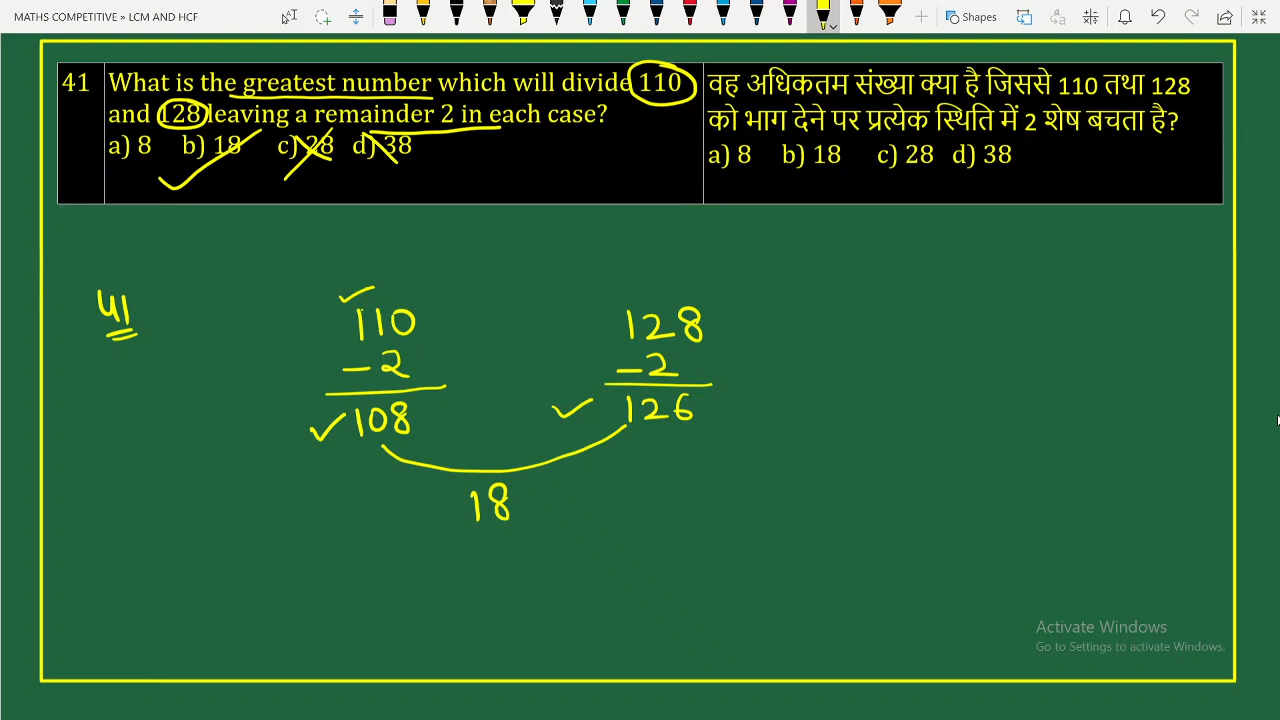 MATHS COMPETITIVE » LCM AND HCF
Shapes
41
What is the greatest number which will divide 110
and 128 leaving a remainder 2 in each case?
a) 8 b) 18 c) 28 d) 38
वह अधिकतम संख्या क्या है जिससे 110 तथा 128
को भाग देने पर प्रत्येक स्थिति में 2 शेष बचता है?
a) 8 b) 18 c) 28 d) 38
41
110
-2
108
128
-2
126
18
Activate Windows
Go to Settings to activate Windows.